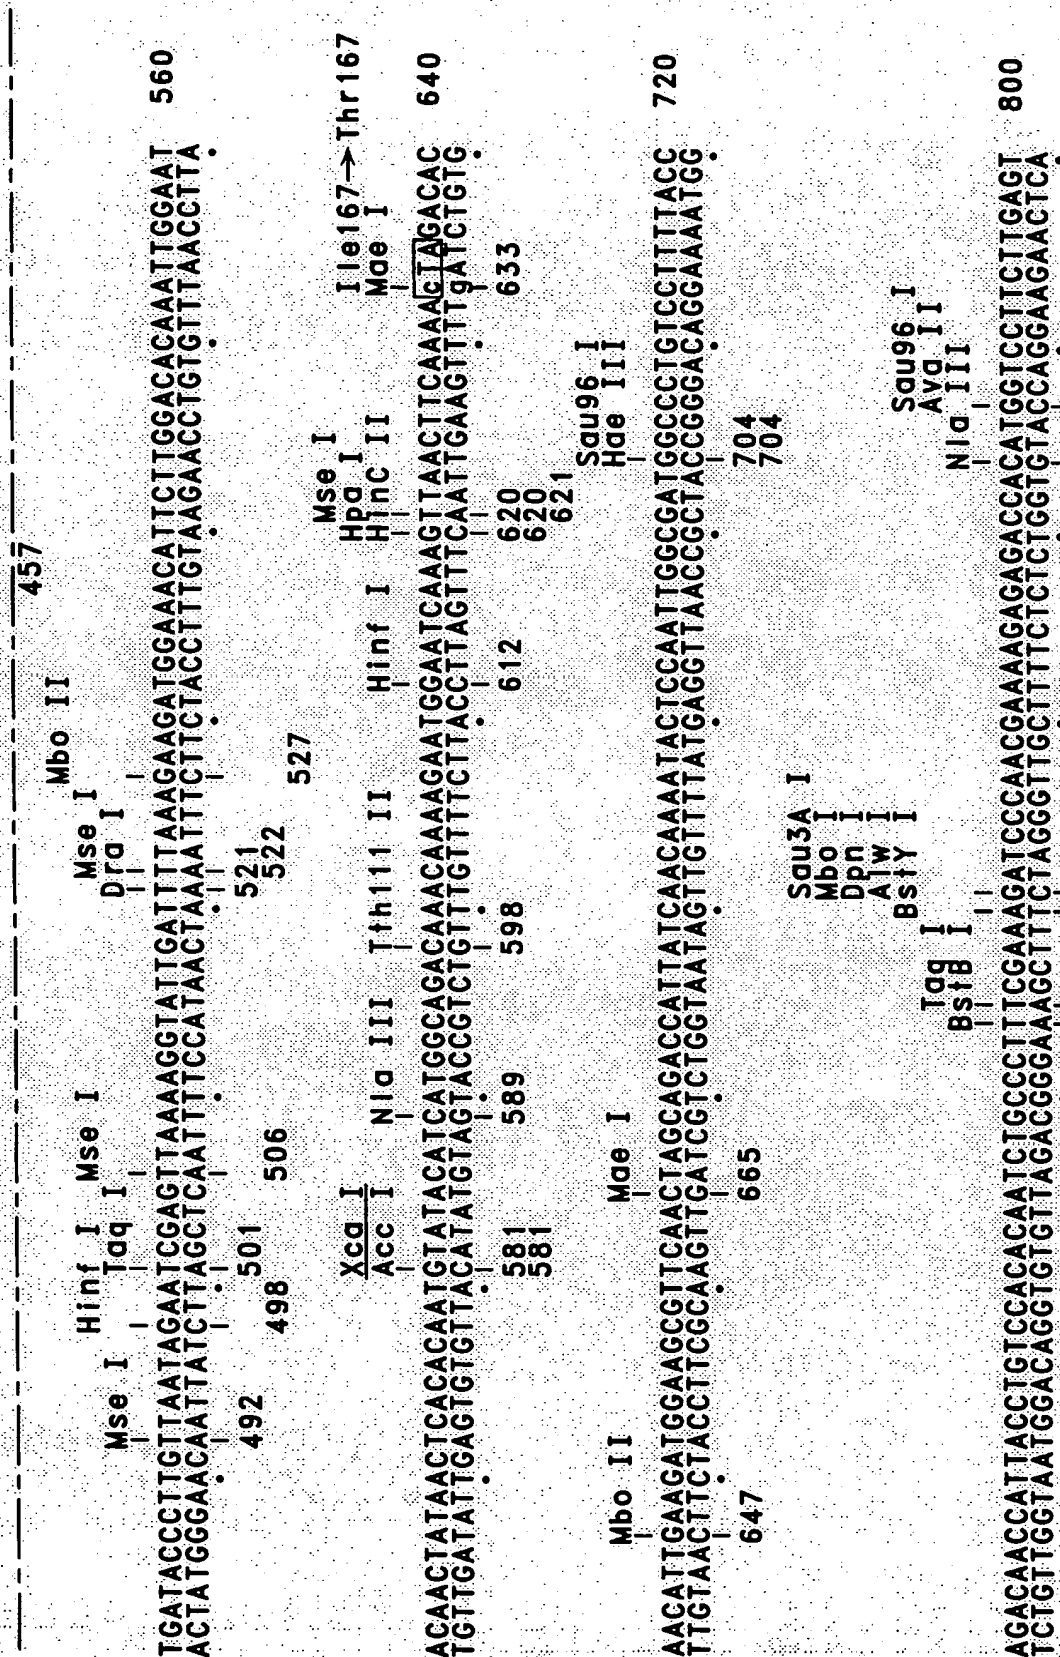 457
Mbo II
Mse I
Hinf I Mse I Dra I
Mse I Taq I
TGATACCCTTGTTAATAGAATCGAGTTAAAAGGTATTGATTTTAAAGAAGATGGAAACATTCTTGGACACAAATTGGAAT 560
ACTATGGGAACAATTATCTTAGCTCAATTTTCCATAACTAAAATTTCTTCTACCTTTGTAAGAACCTGTGTTTAACCTTA
492 501 521
498 506 522
527
Mse I
Xca I Hpa I Ile167→Thr167
Acc I Nla III Tth111 II Hinf I HinC II Mae I
ACAACTATAACTCACACAATGTATACATCATGGCAGACAAACAAAAGAATGGAATCAAAGTTAACTTCAAAAcTAGACAC 640
TGTTGATATTGAGTGTGTTACATATGTAGTACCGTCTGTTTGTTTTCTTACCTTAGTTTCAATTGAAGTTTTgATCTGTG
581 589 598 612 620 633
581 620
621
Sau96 I
Mbo II Mae I Hae III
AACATTGAAGATGGAAGCGTTCAACTAGCAGACCATTATCAACAAAATACTCCAATTGGCGATGGCCCTGTCCTTTTACC 720
TTGTAACTTCTACCTTCGCAAGTTGATCGTCTGGTAATAGTTGTTTTATGAGGTTAACCGCTACCGGGACAGGAAAATGG
647 665 704
704
Sau3A I
Mbo I
Dpn I
Alw I
BstY I Sau96 I
Tag I Ava II
BstB I Nla III
AGACAACCATTACCTGTCCACACAATCTGCCCTTTCGAAAGATCCCAACGAAAAGAGAGACCACATGGTCCTTCTTGAGT 800
TCTGTTGGTAATGGACAGGTGTGTTAGACGGGAAAGCTTTCTAGGGTTGCTTTTCTCTCTGGTGTACCAGGAAGAACTCA